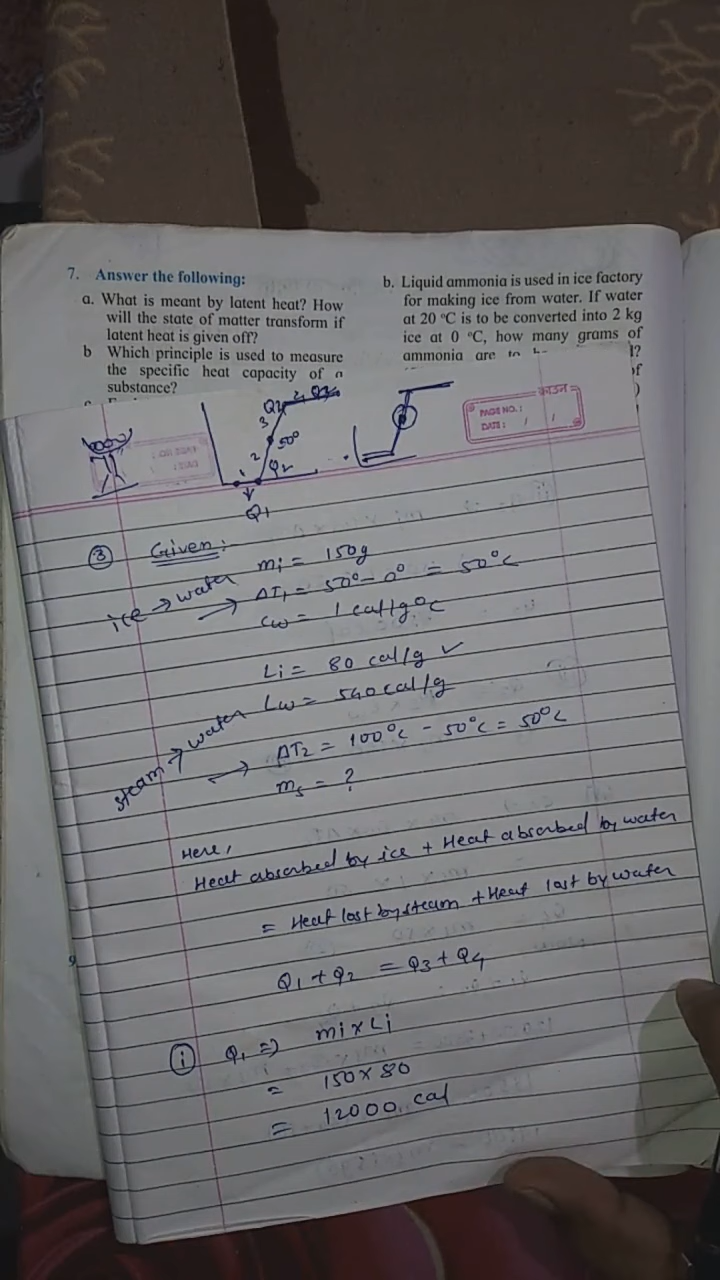 7. Answer the following:
a. What is meant by latent heat? How
will the state of matter transform if
latent heat is given off?
b Which principle is used to measure
the specific heat capacity of a
substance?
b. Liquid ammonia is used in ice factory
for making ice from water. If water
at 20 °C is to be converted into 2 kg
ice at 0 °C, how many grams of
ammonia are to
of
क्राउन
PAGE NO.:
DATE: / /
3
2
50°
Q2
1
Q1
③ Given:
ice → water
mi = 150g
→ ΔT1 = 50° - 0° = 50°C
Cw = 1 cal/g°C
Li = 80 cal/g ✓
steam → water
Lw = 540 cal/g
→ ΔT2 = 100°C - 50°C = 50°C
ms = ?
Here,
Heat absorbed by ice + Heat absorbed by water
= Heat lost by steam + Heat lost by water
Q1 + Q2 = Q3 + Q4
(i) Q1 ⇒ mi x Li
= 150 x 80
= 12000 cal